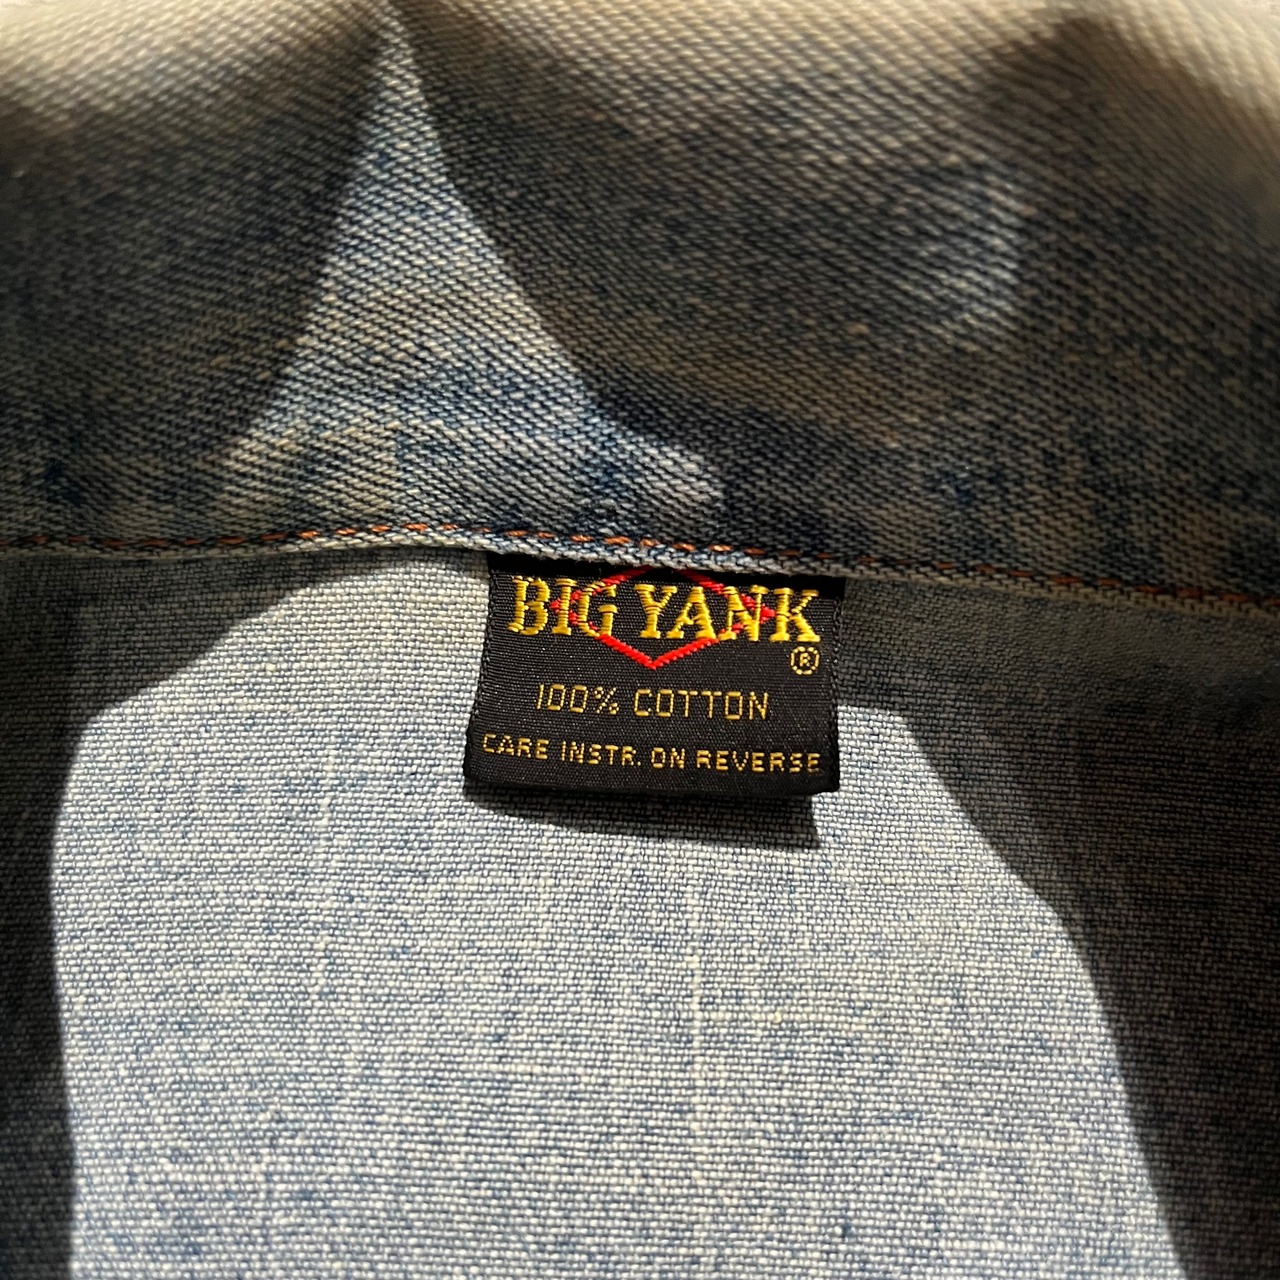 BIG YANK
®
100% COTTON
CARE INSTR. ON REVERSE